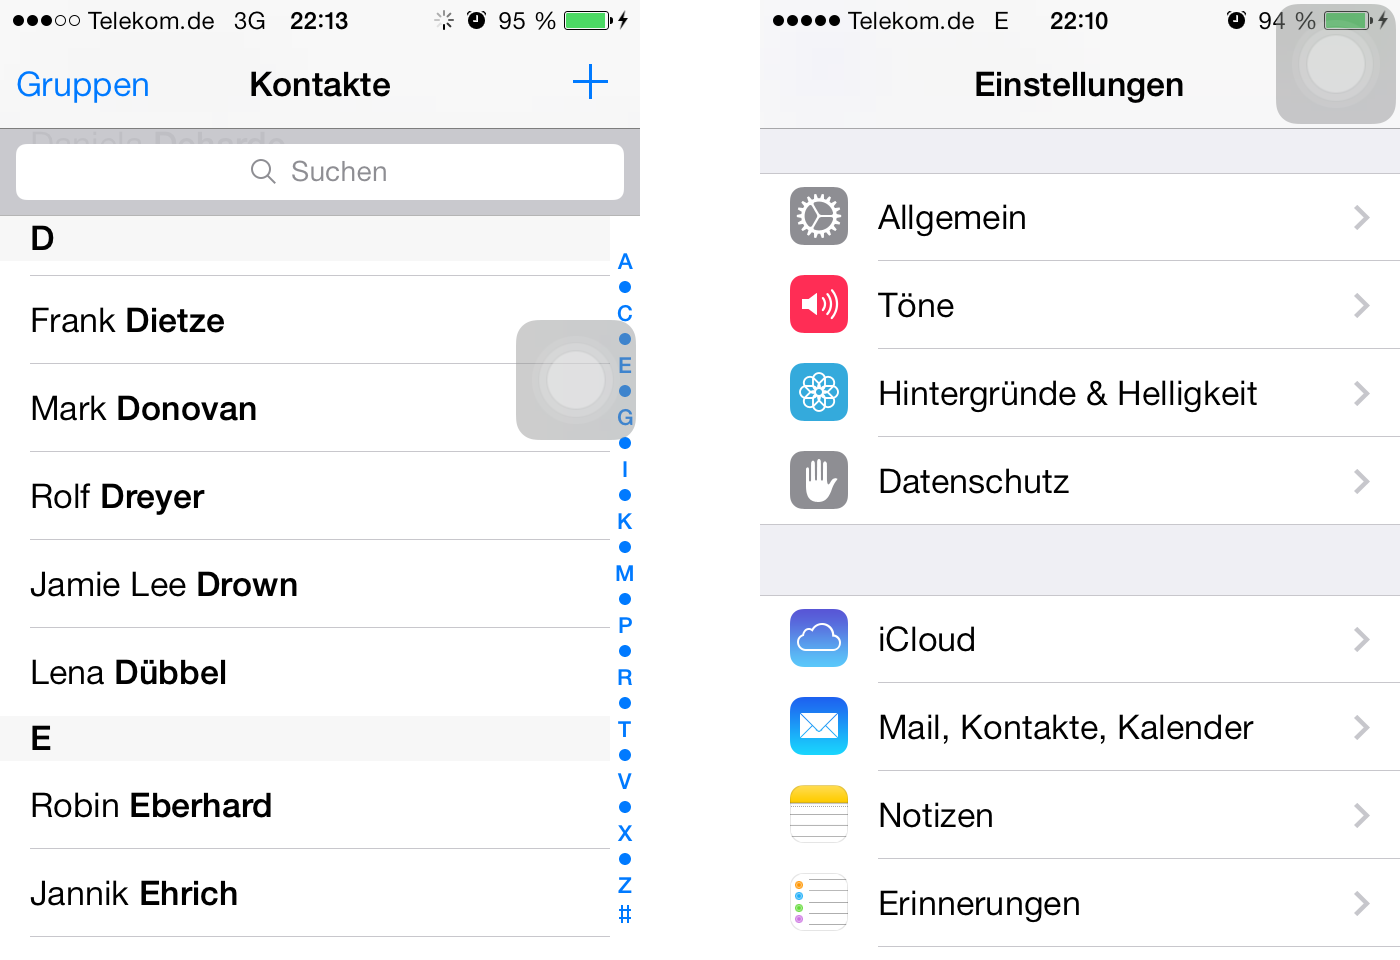 Telekom.de 3G 22:13 95 %
Gruppen Kontakte
Daniela Deharde
Suchen
D
Frank Dietze
Mark Donovan
Rolf Dreyer
Jamie Lee Drown
Lena Dübbel
E
Robin Eberhard
Jannik Ehrich
A
C
E
G
I
K
M
P
R
T
V
X
Z
#
Telekom.de E 22:10 94 %
Einstellungen
Allgemein
Töne
Hintergründe & Helligkeit
Datenschutz
iCloud
Mail, Kontakte, Kalender
Notizen
Erinnerungen